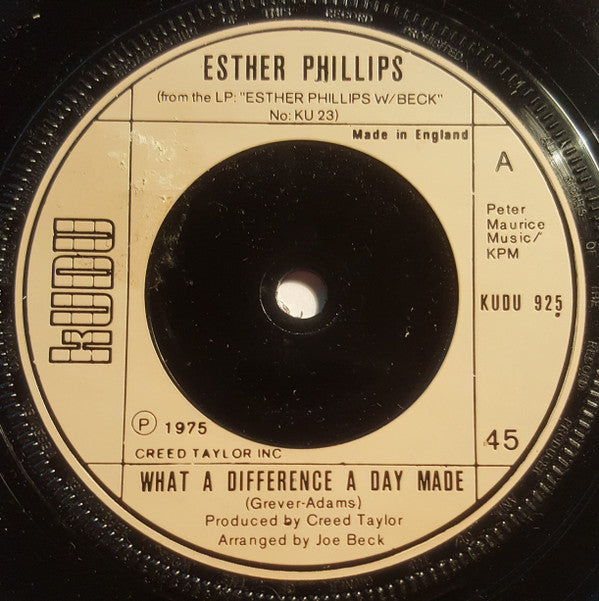 ESTHER PHILLIPS
(from the LP: "ESTHER PHILLIPS W/BECK"
No: KU 23)
Made in England
A
Peter
Maurice
Music/
KPM
KUDU 925
KUDU
℗ 1975
CREED TAYLOR INC
45
WHAT A DIFFERENCE A DAY MADE
(Grever-Adams)
Produced by Creed Taylor
Arranged by Joe Beck